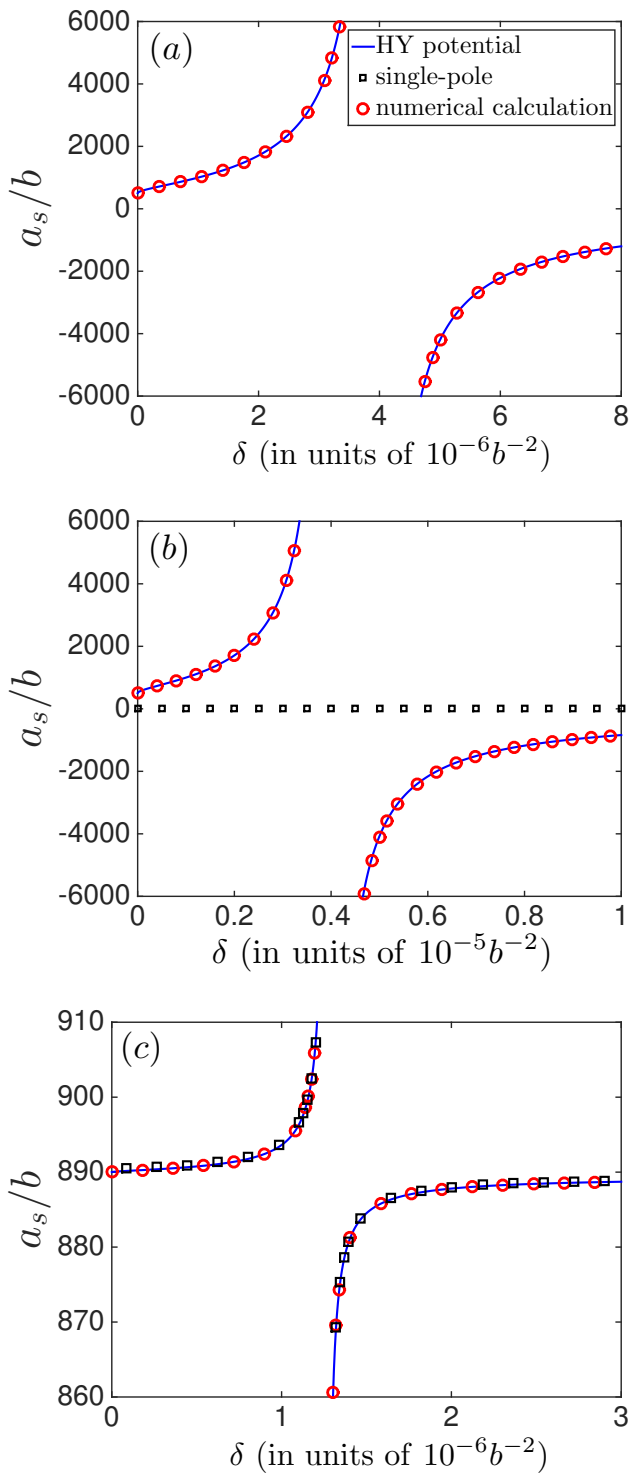 (a)
HY potential
single-pole
numerical calculation
6000
4000
2000
0
-2000
-4000
-6000
a_s/b
0 2 4 6 8
δ (in units of 10⁻⁶b⁻²)
(b)
6000
4000
2000
0
-2000
-4000
-6000
a_s/b
0 0.2 0.4 0.6 0.8 1
δ (in units of 10⁻⁵b⁻²)
(c)
910
900
890
880
870
860
a_s/b
0 1 2 3
δ (in units of 10⁻⁶b⁻²)